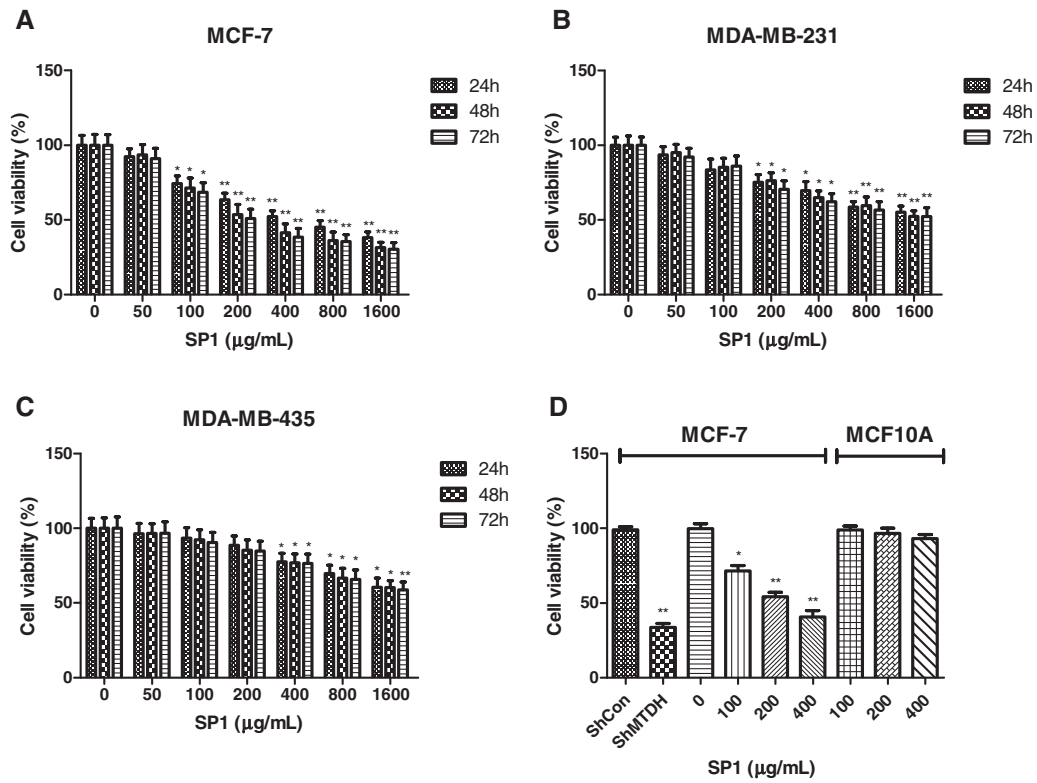 A
MCF-7
Cell viability (%)
150
100
50
0
* * *
** ** **
** ** **
** ** **
** ** **
0 50 100 200 400 800 1600
SP1 (µg/mL)
24h
48h
72h
B
MDA-MB-231
Cell viability (%)
150
100
50
0
* * *
* * *
** ** **
** ** **
0 50 100 200 400 800 1600
SP1 (µg/mL)
24h
48h
72h
C
MDA-MB-435
Cell viability (%)
150
100
50
0
* * *
* * *
* * **
0 50 100 200 400 800 1600
SP1 (µg/mL)
24h
48h
72h
D
MCF-7 MCF10A
Cell viability (%)
150
100
50
0
** * ** **
ShCon ShMTDH 0 100 200 400 100 200 400
SP1 (µg/mL)